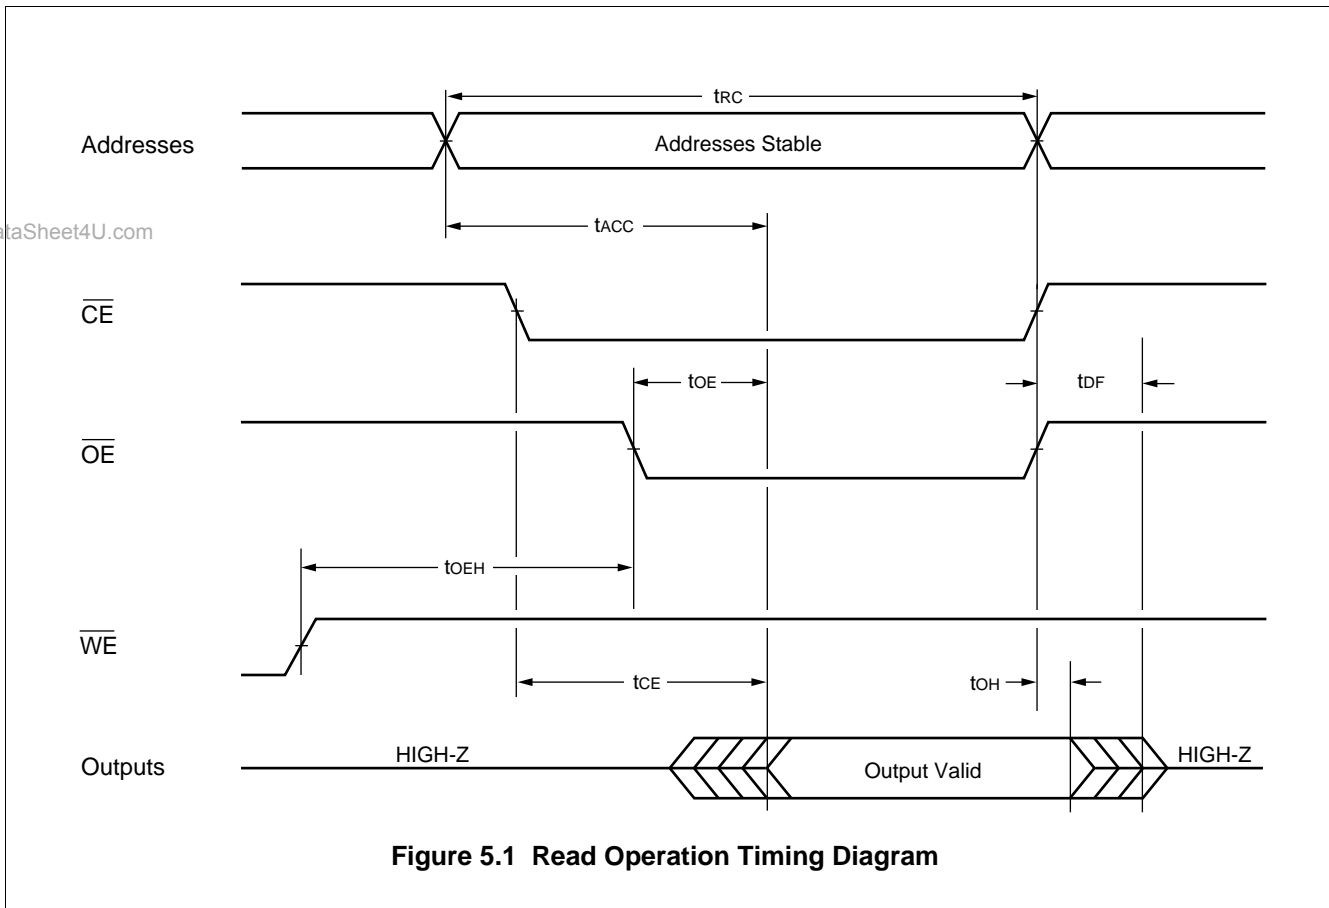 tRC
Addresses
Addresses Stable
taSheet4U.com
tACC
CE
tOE
tDF
OE
tOEH
WE
tCE
tOH
Outputs
HIGH-Z
Output Valid
HIGH-Z
Figure 5.1 Read Operation Timing Diagram